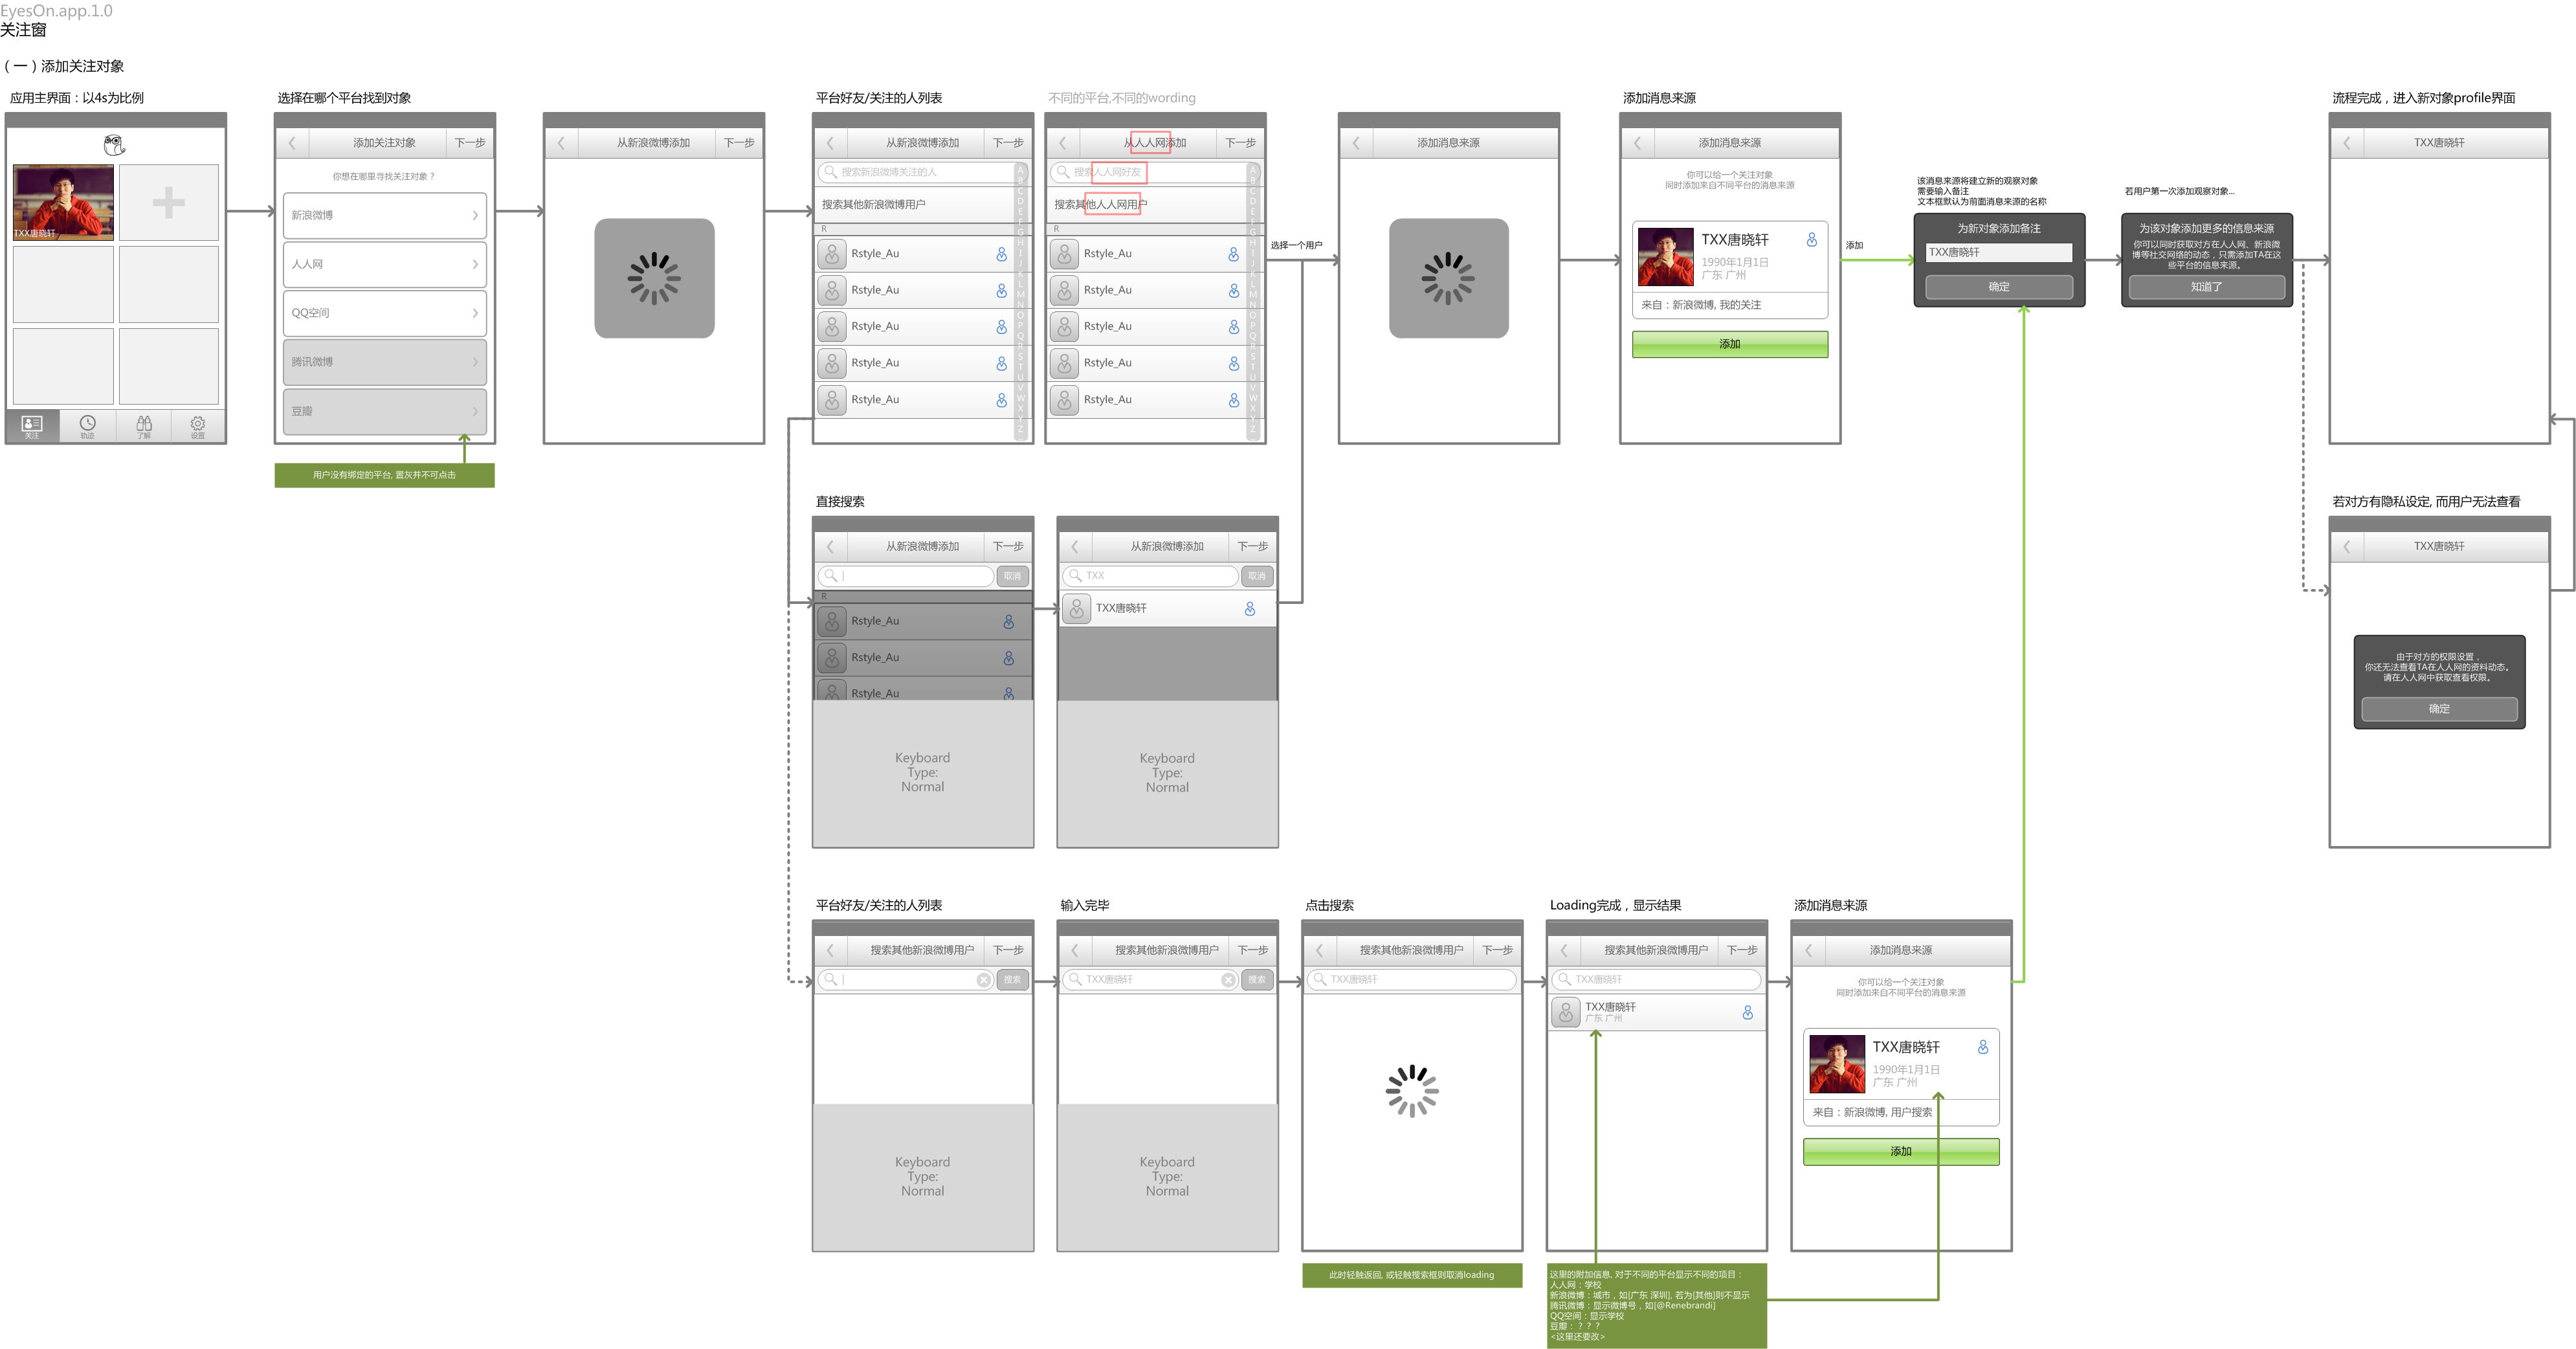 EyesOn.app.1.0
关注窗
（一）添加关注对象
应用主界面：以4s为比例
TXX唐晓轩
关注
轨迹
了解
设置
选择在哪个平台找到对象
添加关注对象
下一步
你想在哪里寻找关注对象？
新浪微博
人人网
QQ空间
腾讯微博
豆瓣
用户没有绑定的平台, 置灰并不可点击
从新浪微博添加
下一步
平台好友/关注的人列表
从新浪微博添加
下一步
搜索新浪微博关注的人
搜索其他新浪微博用户
R
Rstyle_Au
Rstyle_Au
Rstyle_Au
Rstyle_Au
Rstyle_Au
A
B
C
D
E
F
G
H
I
J
K
L
M
N
O
P
Q
R
S
T
U
V
W
X
Y
Z
不同的平台,不同的wording
从人人网添加
下一步
搜索人人网好友
搜索其他人人网用户
R
Rstyle_Au
Rstyle_Au
Rstyle_Au
Rstyle_Au
Rstyle_Au
A
B
C
D
E
F
G
H
I
J
K
L
M
N
O
P
Q
R
S
T
U
V
W
X
Y
Z
选择一个用户
添加消息来源
添加消息来源
添加消息来源
你可以给一个关注对象
同时添加来自不同平台的消息来源
TXX唐晓轩
1990年1月1日
广东 广州
来自：新浪微博, 我的关注
添加
添加
该消息来源将建立新的观察对象
需要输入备注
文本框默认为前面消息来源的名称
为新对象添加备注
TXX唐晓轩
确定
若用户第一次添加观察对象...
为该对象添加更多的信息来源
你可以同时获取对方在人人网、新浪微
博等社交网络的动态，只需添加TA在这
些平台的信息来源。
知道了
流程完成，进入新对象profile界面
TXX唐晓轩
直接搜索
从新浪微博添加
下一步
取消
R
Rstyle_Au
Rstyle_Au
Rstyle_Au
Keyboard
Type:
Normal
从新浪微博添加
下一步
TXX
取消
TXX唐晓轩
Keyboard
Type:
Normal
若对方有隐私设定, 而用户无法查看
TXX唐晓轩
由于对方的权限设置，
你还无法查看TA在人人网的资料动态。
请在人人网中获取查看权限。
确定
平台好友/关注的人列表
搜索其他新浪微博用户
下一步
搜索
Keyboard
Type:
Normal
输入完毕
搜索其他新浪微博用户
下一步
TXX唐晓轩
搜索
Keyboard
Type:
Normal
点击搜索
搜索其他新浪微博用户
下一步
TXX唐晓轩
此时轻触返回, 或轻触搜索框则取消loading
Loading完成，显示结果
搜索其他新浪微博用户
下一步
TXX唐晓轩
TXX唐晓轩
广东 广州
这里的附加信息, 对于不同的平台显示不同的项目：
人人网：学校
新浪微博：城市，如[广东 深圳], 若为[其他]则不显示
腾讯微博：显示微博号，如[@Renebrandi]
QQ空间：显示学校
豆瓣：？？？
<这里还要改>
添加消息来源
添加消息来源
你可以给一个关注对象
同时添加来自不同平台的消息来源
TXX唐晓轩
1990年1月1日
广东 广州
来自：新浪微博, 用户搜索
添加